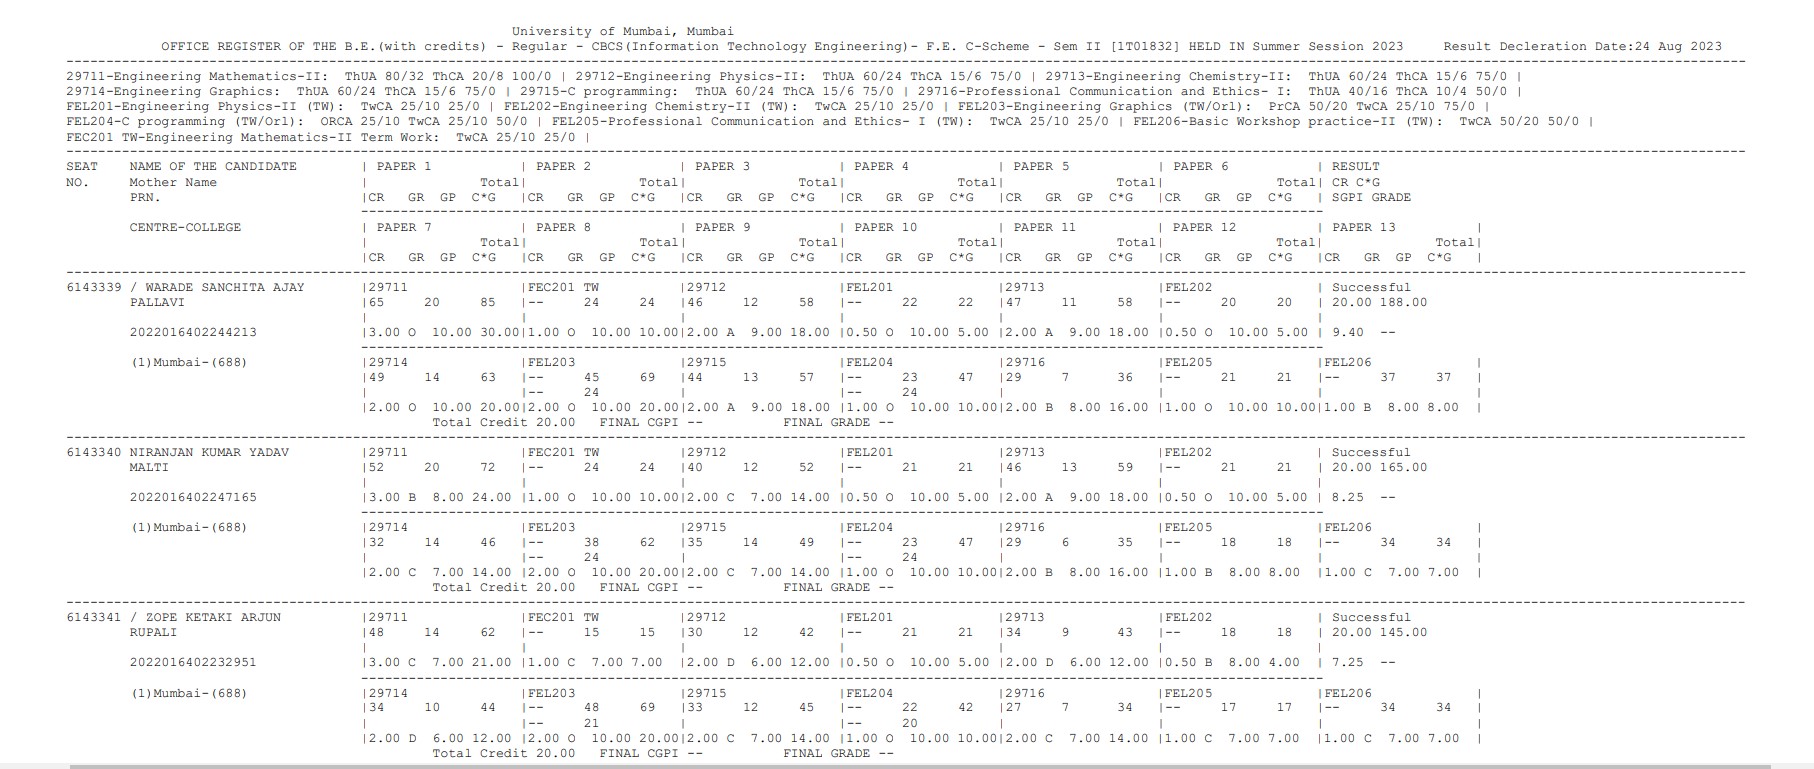 University of Mumbai, Mumbai
OFFICE REGISTER OF THE B.E.(with credits) - Regular - CBCS(Information Technology Engineering)- F.E. C-Scheme - Sem II [1T01832] HELD IN Summer Session 2023     Result Decleration Date:24 Aug 2023
29711-Engineering Mathematics-II:  ThUA 80/32 ThCA 20/8 100/0 | 29712-Engineering Physics-II:  ThUA 60/24 ThCA 15/6 75/0 | 29713-Engineering Chemistry-II:  ThUA 60/24 ThCA 15/6 75/0 |
29714-Engineering Graphics:  ThUA 60/24 ThCA 15/6 75/0 | 29715-C programming:  ThUA 60/24 ThCA 15/6 75/0 | 29716-Professional Communication and Ethics- I:  ThUA 40/16 ThCA 10/4 50/0 |
FEL201-Engineering Physics-II (TW):  TwCA 25/10 25/0 | FEL202-Engineering Chemistry-II (TW):  TwCA 25/10 25/0 | FEL203-Engineering Graphics (TW/Or1):  PrCA 50/20 TwCA 25/10 75/0 |
FEL204-C programming (TW/Or1):  ORCA 25/10 TwCA 25/10 50/0 | FEL205-Professional Communication and Ethics- I (TW):  TwCA 25/10 25/0 | FEL206-Basic Workshop practice-II (TW):  TwCA 50/20 50/0 |
FEC201 TW-Engineering Mathematics-II Term Work:  TwCA 25/10 25/0 |
SEAT    NAME OF THE CANDIDATE    | PAPER 1    | PAPER 2    | PAPER 3    | PAPER 4    | PAPER 5    | PAPER 6    | RESULT
NO.    Mother Name    |    Total|    Total|    Total|    Total|    Total|    Total| CR C*G
PRN.    |CR   GR  GP  C*G  |CR   GR  GP  C*G  |CR   GR  GP  C*G  |CR   GR  GP  C*G  |CR   GR  GP  C*G  |CR   GR  GP  C*G  | SGPI GRADE
CENTRE-COLLEGE    | PAPER 7    | PAPER 8    | PAPER 9    | PAPER 10    | PAPER 11    | PAPER 12    | PAPER 13    |
|    Total|    Total|    Total|    Total|    Total|    Total|    Total|
|CR   GR  GP  C*G  |CR   GR  GP  C*G  |CR   GR  GP  C*G  |CR   GR  GP  C*G  |CR   GR  GP  C*G  |CR   GR  GP  C*G  |CR   GR  GP  C*G  |
6143339 / WARADE SANCHITA AJAY    |29711    |FEC201 TW    |29712    |FEL201    |29713    |FEL202    | Successful
PALLAVI    |65    20    85  |--    24    24  |46    12    58  |--    22    22  |47    11    58  |--    20    20  | 20.00 188.00
2022016402244213    |3.00 O  10.00 30.00|1.00 O  10.00 10.00|2.00 A  9.00 18.00 |0.50 O  10.00 5.00 |2.00 A  9.00 18.00 |0.50 O  10.00 5.00 | 9.40  --
(1)Mumbai-(688)    |29714    |FEL203    |29715    |FEL204    |29716    |FEL205    |FEL206    |
|49    14    63  |--    45    69  |44    13    57  |--    23    47  |29    7    36  |--    21    21  |--    37    37  |
|    |--    24    |    |--    24    |    |    |    |
|2.00 O  10.00 20.00|2.00 O  10.00 20.00|2.00 A  9.00 18.00 |1.00 O  10.00 10.00|2.00 B  8.00 16.00 |1.00 O  10.00 10.00|1.00 B  8.00 8.00  |
Total Credit 20.00   FINAL CGPI --    FINAL GRADE --
6143340 NIRANJAN KUMAR YADAV    |29711    |FEC201 TW    |29712    |FEL201    |29713    |FEL202    | Successful
MALTI    |52    20    72  |--    24    24  |40    12    52  |--    21    21  |46    13    59  |--    21    21  | 20.00 165.00
2022016402247165    |3.00 B  8.00 24.00 |1.00 O  10.00 10.00|2.00 C  7.00 14.00 |0.50 O  10.00 5.00 |2.00 A  9.00 18.00 |0.50 O  10.00 5.00 | 8.25  --
(1)Mumbai-(688)    |29714    |FEL203    |29715    |FEL204    |29716    |FEL205    |FEL206    |
|32    14    46  |--    38    62  |35    14    49  |--    23    47  |29    6    35  |--    18    18  |--    34    34  |
|    |--    24    |    |--    24    |    |    |    |
|2.00 C  7.00 14.00 |2.00 O  10.00 20.00|2.00 C  7.00 14.00 |1.00 O  10.00 10.00|2.00 B  8.00 16.00 |1.00 B  8.00 8.00  |1.00 C  7.00 7.00  |
Total Credit 20.00   FINAL CGPI --    FINAL GRADE --
6143341 / ZOPE KETAKI ARJUN    |29711    |FEC201 TW    |29712    |FEL201    |29713    |FEL202    | Successful
RUPALI    |48    14    62  |--    15    15  |30    12    42  |--    21    21  |34    9    43  |--    18    18  | 20.00 145.00
2022016402232951    |3.00 C  7.00 21.00 |1.00 C  7.00 7.00  |2.00 D  6.00 12.00 |0.50 O  10.00 5.00 |2.00 D  6.00 12.00 |0.50 B  8.00 4.00  | 7.25  --
(1)Mumbai-(688)    |29714    |FEL203    |29715    |FEL204    |29716    |FEL205    |FEL206    |
|34    10    44  |--    48    69  |33    12    45  |--    22    42  |27    7    34  |--    17    17  |--    34    34  |
|    |--    21    |    |--    20    |    |    |    |
|2.00 D  6.00 12.00 |2.00 O  10.00 20.00|2.00 C  7.00 14.00 |1.00 O  10.00 10.00|2.00 C  7.00 14.00 |1.00 C  7.00 7.00  |1.00 C  7.00 7.00  |
Total Credit 20.00   FINAL CGPI --    FINAL GRADE --